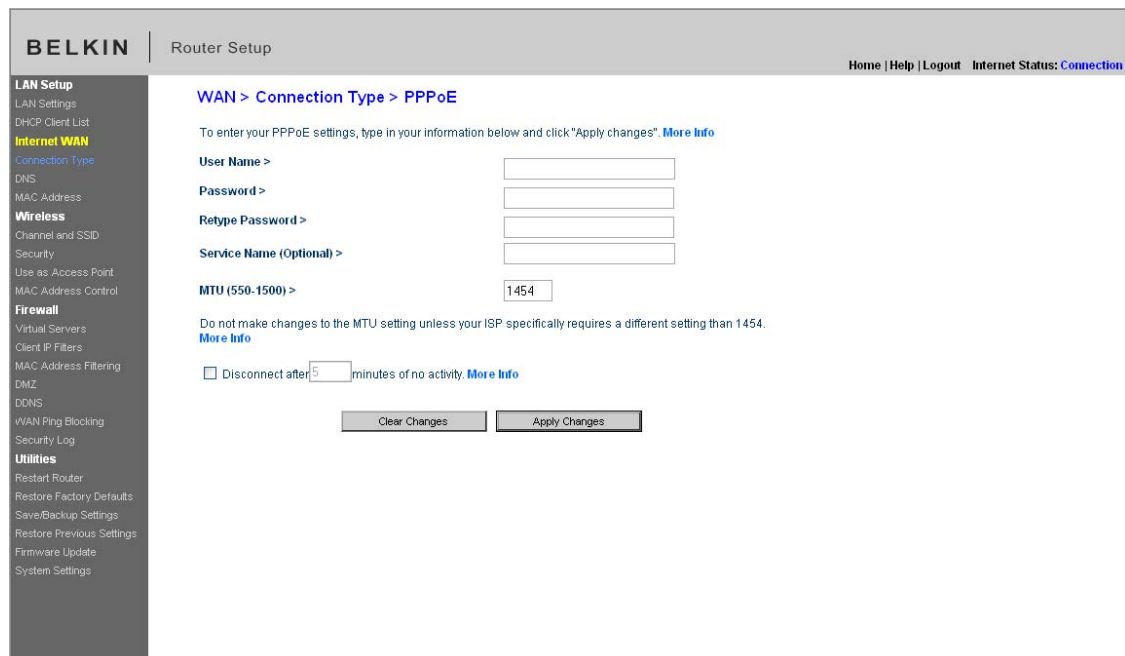 BELKIN
Router Setup
Home | Help | Logout Internet Status: Connection
LAN Setup
LAN Settings
DHCP Client List
Internet WAN
Connection Type
DNS
MAC Address
Wireless
Channel and SSID
Security
Use as Access Point
MAC Address Control
Firewall
Virtual Servers
Client IP Filters
MAC Address Filtering
DMZ
DDNS
WAN Ping Blocking
Security Log
Utilities
Restart Router
Restore Factory Defaults
Save/Backup Settings
Restore Previous Settings
Firmware Update
System Settings
WAN > Connection Type > PPPoE
To enter your PPPoE settings, type in your information below and click "Apply changes". More Info
User Name >
Password >
Retype Password >
Service Name (Optional) >
MTU (550-1500) > 1454
Do not make changes to the MTU setting unless your ISP specifically requires a different setting than 1454.
More Info
Disconnect after 5 minutes of no activity. More Info
Clear Changes Apply Changes